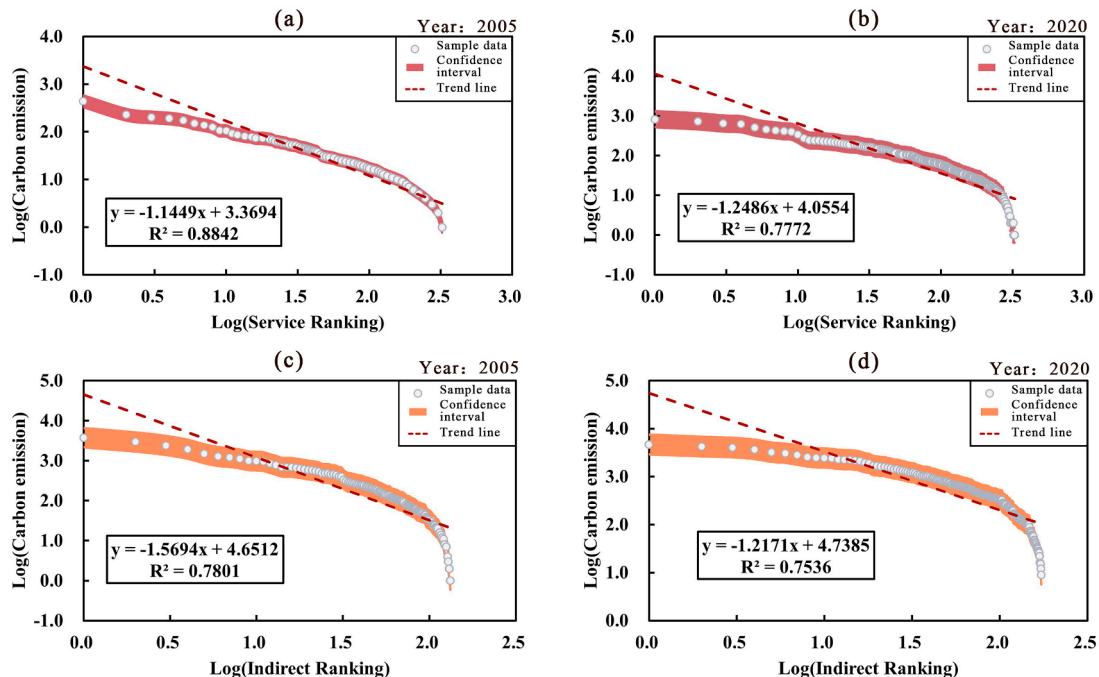 (a)
Year: 2005
4.0
3.0
2.0
1.0
0.0
-1.0
Log(Carbon emission)
Sample data
Confidence
interval
Trend line
y = -1.1449x + 3.3694
R² = 0.8842
0.0 0.5 1.0 1.5 2.0 2.5 3.0
Log(Service Ranking)
(b)
Year: 2020
5.0
4.0
3.0
2.0
1.0
0.0
-1.0
Log(Carbon emission)
Sample data
Confidence
interval
Trend line
y = -1.2486x + 4.0554
R² = 0.7772
0.0 0.5 1.0 1.5 2.0 2.5 3.0
Log(Service Ranking)
(c)
Year: 2005
5.0
4.0
3.0
2.0
1.0
0.0
-1.0
Log(Carbon emission)
Sample data
Confidence
interval
Trend line
y = -1.5694x + 4.6512
R² = 0.7801
0.0 0.5 1.0 1.5 2.0 2.5
Log(Indirect Ranking)
(d)
Year: 2020
5.0
4.0
3.0
2.0
1.0
0.0
Log(Carbon emission)
Sample data
Confidence
interval
Trend line
y = -1.2171x + 4.7385
R² = 0.7536
0.0 0.5 1.0 1.5 2.0 2.5
Log(Indirect Ranking)